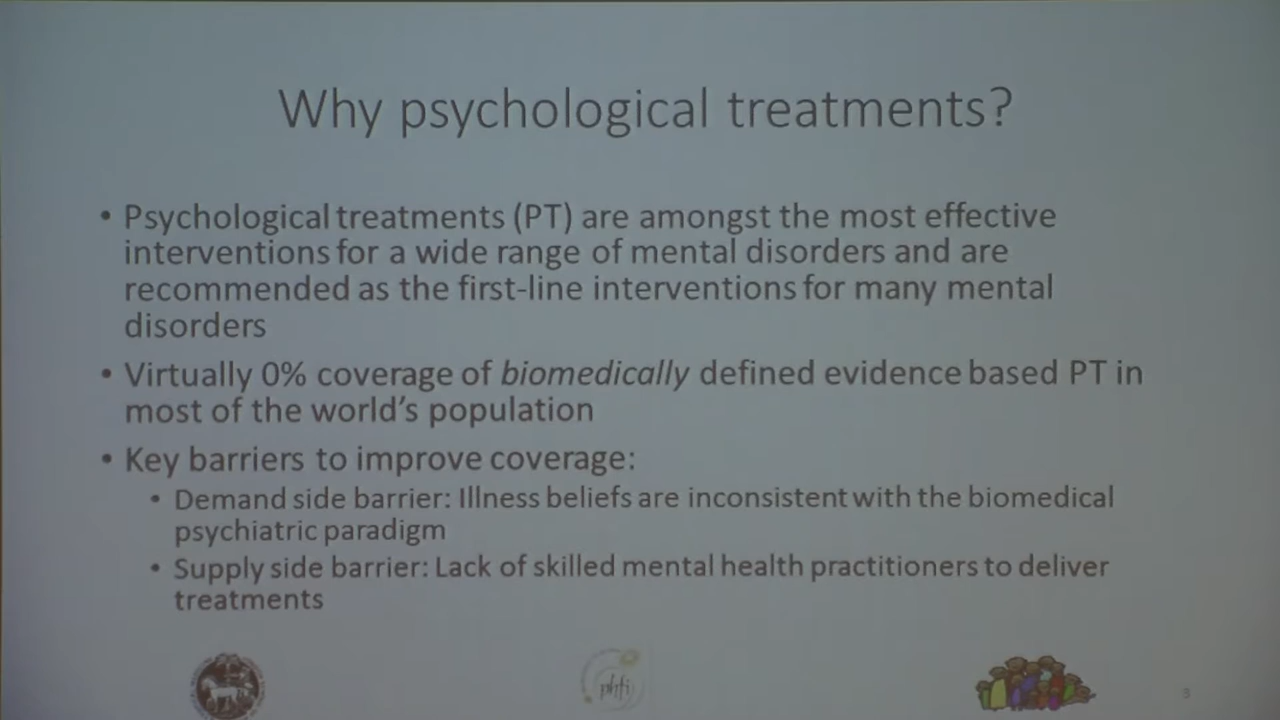 Why psychological treatments?
• Psychological treatments (PT) are amongst the most effective
interventions for a wide range of mental disorders and are
recommended as the first-line interventions for many mental
disorders
• Virtually 0% coverage of biomedically defined evidence based PT in
most of the world's population
• Key barriers to improve coverage:
• Demand side barrier: Illness beliefs are inconsistent with the biomedical
psychiatric paradigm
• Supply side barrier: Lack of skilled mental health practitioners to deliver
treatments
phfi
3